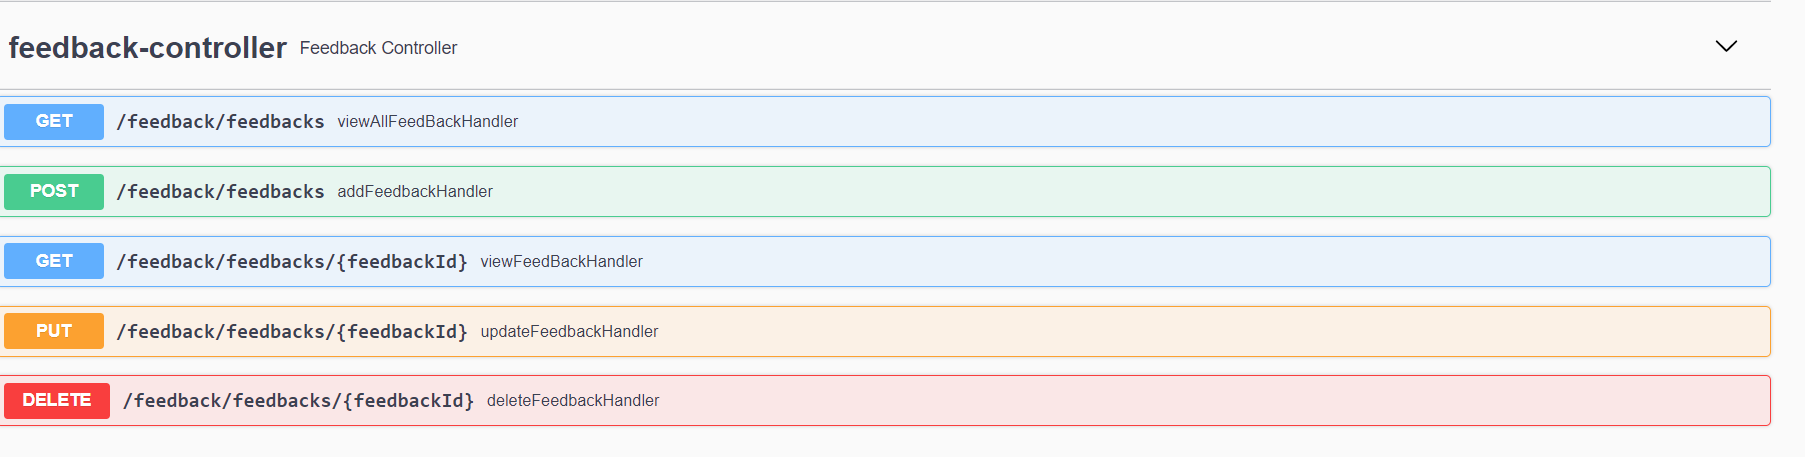 feedback-controller Feedback Controller
GET /feedback/feedbacks viewAllFeedBackHandler
POST /feedback/feedbacks addFeedbackHandler
GET /feedback/feedbacks/{feedbackId} viewFeedBackHandler
PUT /feedback/feedbacks/{feedbackId} updateFeedbackHandler
DELETE /feedback/feedbacks/{feedbackId} deleteFeedbackHandler